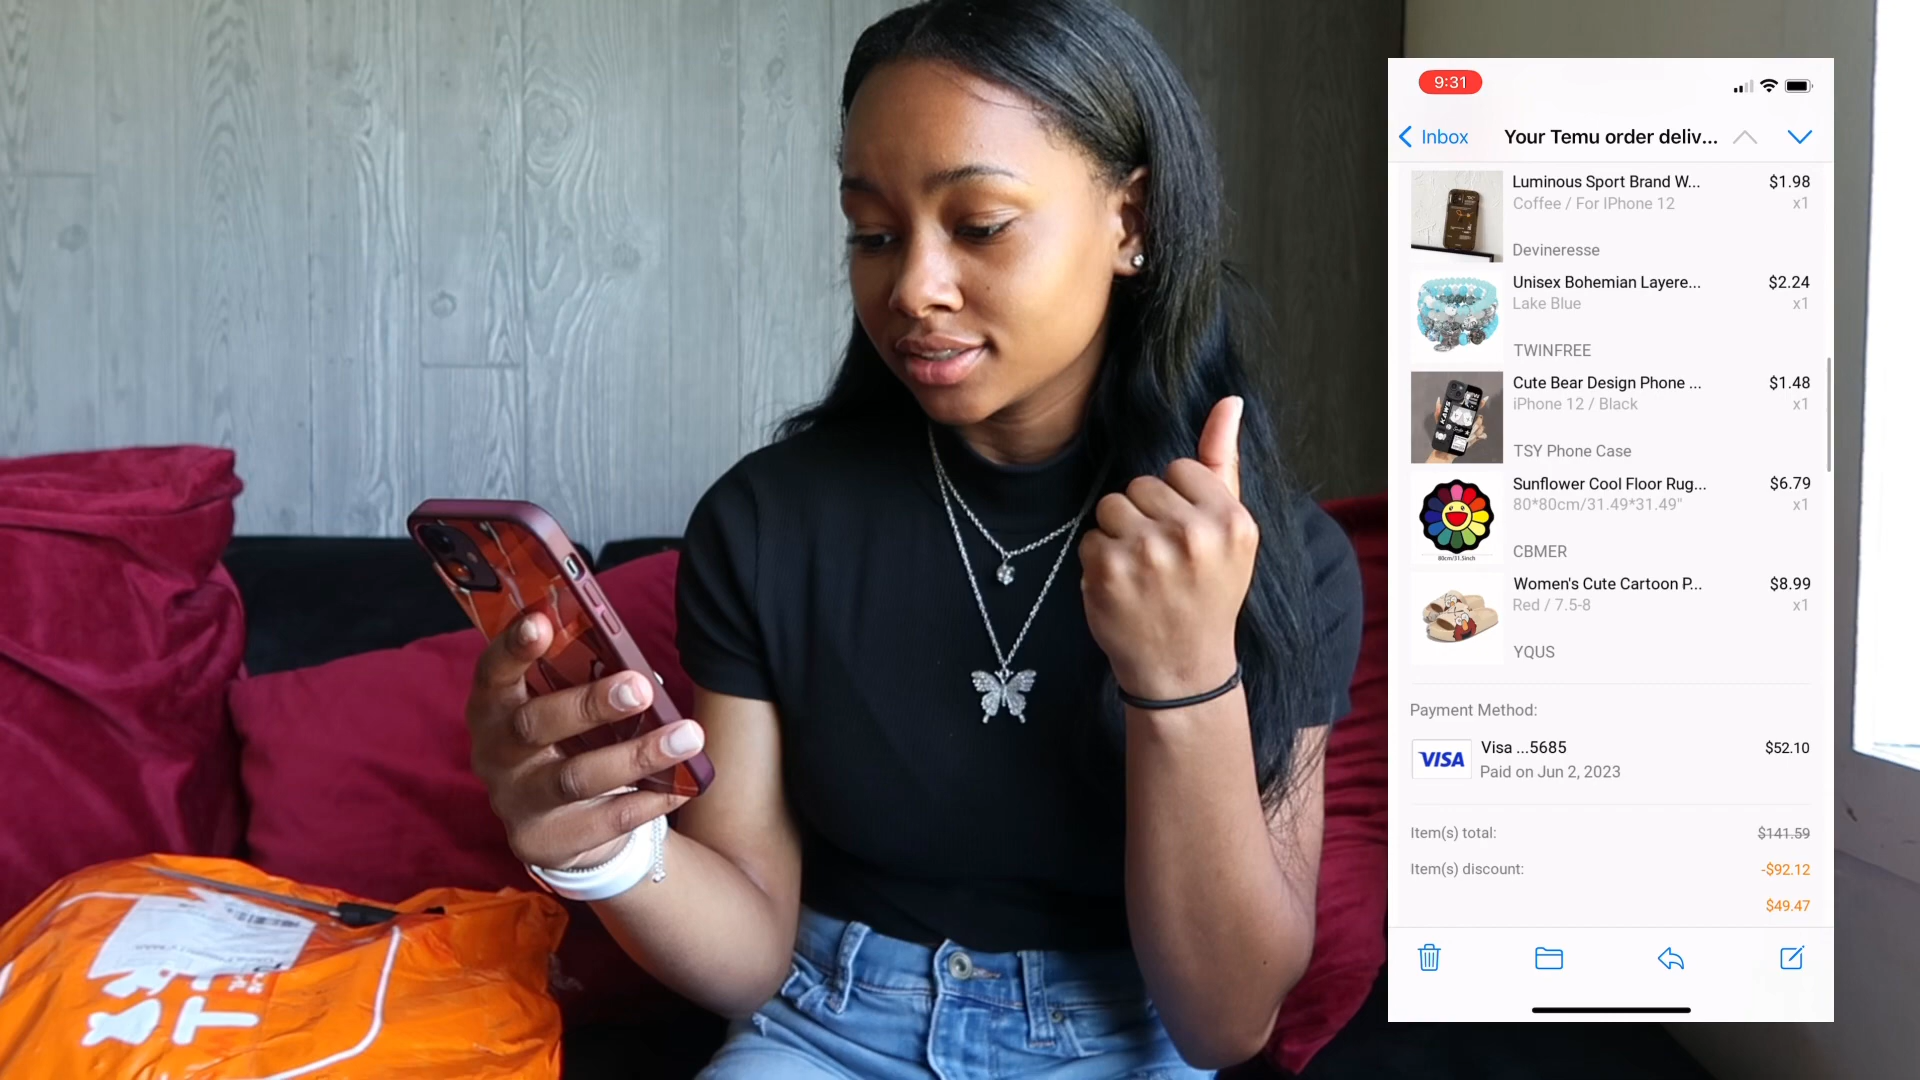 9:31
Inbox
Your Temu order deliv...
Luminous Sport Brand W...
$1.98
Coffee / For IPhone 12
x1
Devineresse
Unisex Bohemian Layere...
$2.24
Lake Blue
x1
TWINFREE
Cute Bear Design Phone ...
$1.48
iPhone 12 / Black
x1
TSY Phone Case
Sunflower Cool Floor Rug...
$6.79
80*80cm/31.49*31.49"
x1
80cm/31.5inch
CBMER
Women's Cute Cartoon P...
$8.99
Red / 7.5-8
x1
YQUS
Payment Method:
VISA
Visa ...5685
$52.10
Paid on Jun 2, 2023
Item(s) total:
$141.59
Item(s) discount:
-$92.12
$49.47